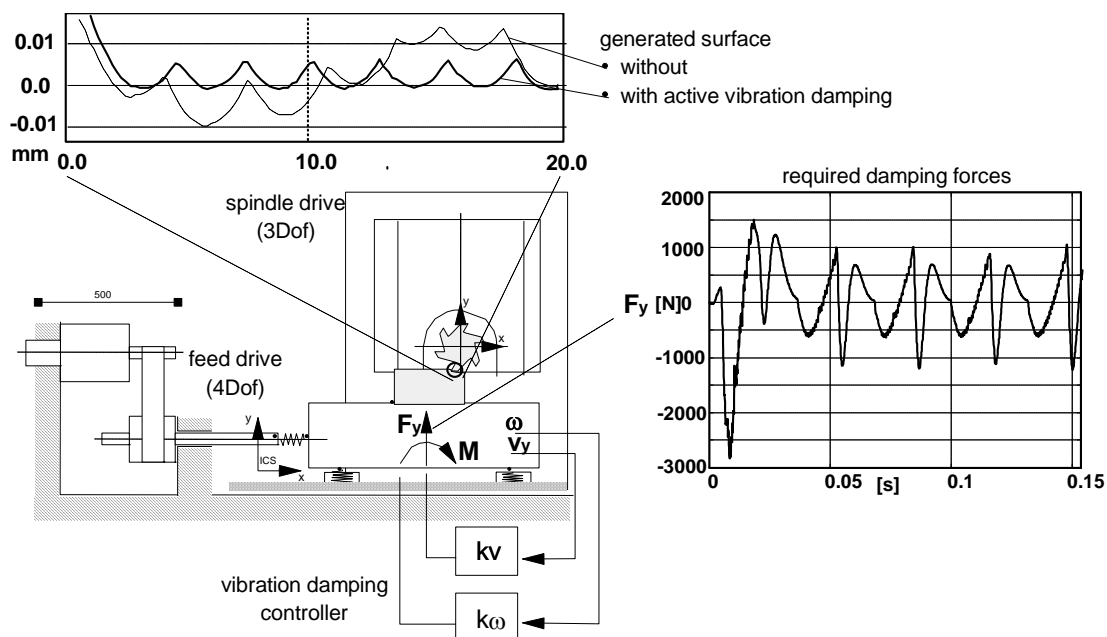 0.01
0.0
-0.01
mm
0.0
10.0
20.0
generated surface
• without
• with active vibration damping
spindle drive
(3Dof)
500
feed drive
(4Dof)
y
x
y
ICS
x
Fy
M
ω
vy
kv
kω
vibration damping
controller
required damping forces
2000
1000
Fy [N]0
-1000
-2000
-3000
0
0.05
[s]
0.1
0.15